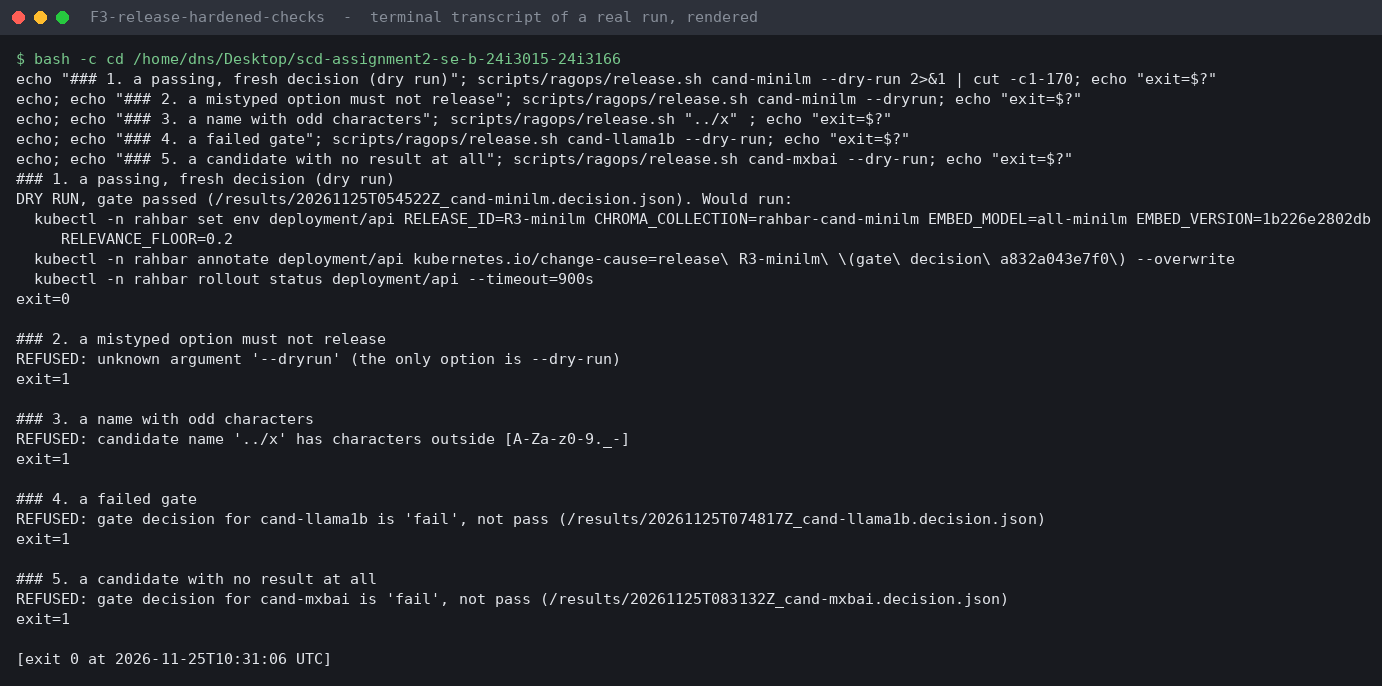 F3-release-hardened-checks  -  terminal transcript of a real run, rendered
$ bash -c cd /home/dns/Desktop/scd-assignment2-se-b-24i3015-24i3166
echo "### 1. a passing, fresh decision (dry run)"; scripts/ragops/release.sh cand-minilm --dry-run 2>&1 | cut -c1-170; echo "exit=$?"
echo; echo "### 2. a mistyped option must not release"; scripts/ragops/release.sh cand-minilm --dryrun; echo "exit=$?"
echo; echo "### 3. a name with odd characters"; scripts/ragops/release.sh "../x" ; echo "exit=$?"
echo; echo "### 4. a failed gate"; scripts/ragops/release.sh cand-llama1b --dry-run; echo "exit=$?"
echo; echo "### 5. a candidate with no result at all"; scripts/ragops/release.sh cand-mxbai --dry-run; echo "exit=$?"
### 1. a passing, fresh decision (dry run)
DRY RUN, gate passed (/results/20261125T054522Z_cand-minilm.decision.json). Would run:
  kubectl -n rahbar set env deployment/api RELEASE_ID=R3-minilm CHROMA_COLLECTION=rahbar-cand-minilm EMBED_MODEL=all-minilm EMBED_VERSION=1b226e2802db
     RELEVANCE_FLOOR=0.2
  kubectl -n rahbar annotate deployment/api kubernetes.io/change-cause=release\ R3-minilm\ \(gate\ decision\ a832a043e7f0\) --overwrite
  kubectl -n rahbar rollout status deployment/api --timeout=900s
exit=0

### 2. a mistyped option must not release
REFUSED: unknown argument '--dryrun' (the only option is --dry-run)
exit=1

### 3. a name with odd characters
REFUSED: candidate name '../x' has characters outside [A-Za-z0-9._-]
exit=1

### 4. a failed gate
REFUSED: gate decision for cand-llama1b is 'fail', not pass (/results/20261125T074817Z_cand-llama1b.decision.json)
exit=1

### 5. a candidate with no result at all
REFUSED: gate decision for cand-mxbai is 'fail', not pass (/results/20261125T083132Z_cand-mxbai.decision.json)
exit=1

[exit 0 at 2026-11-25T10:31:06 UTC]